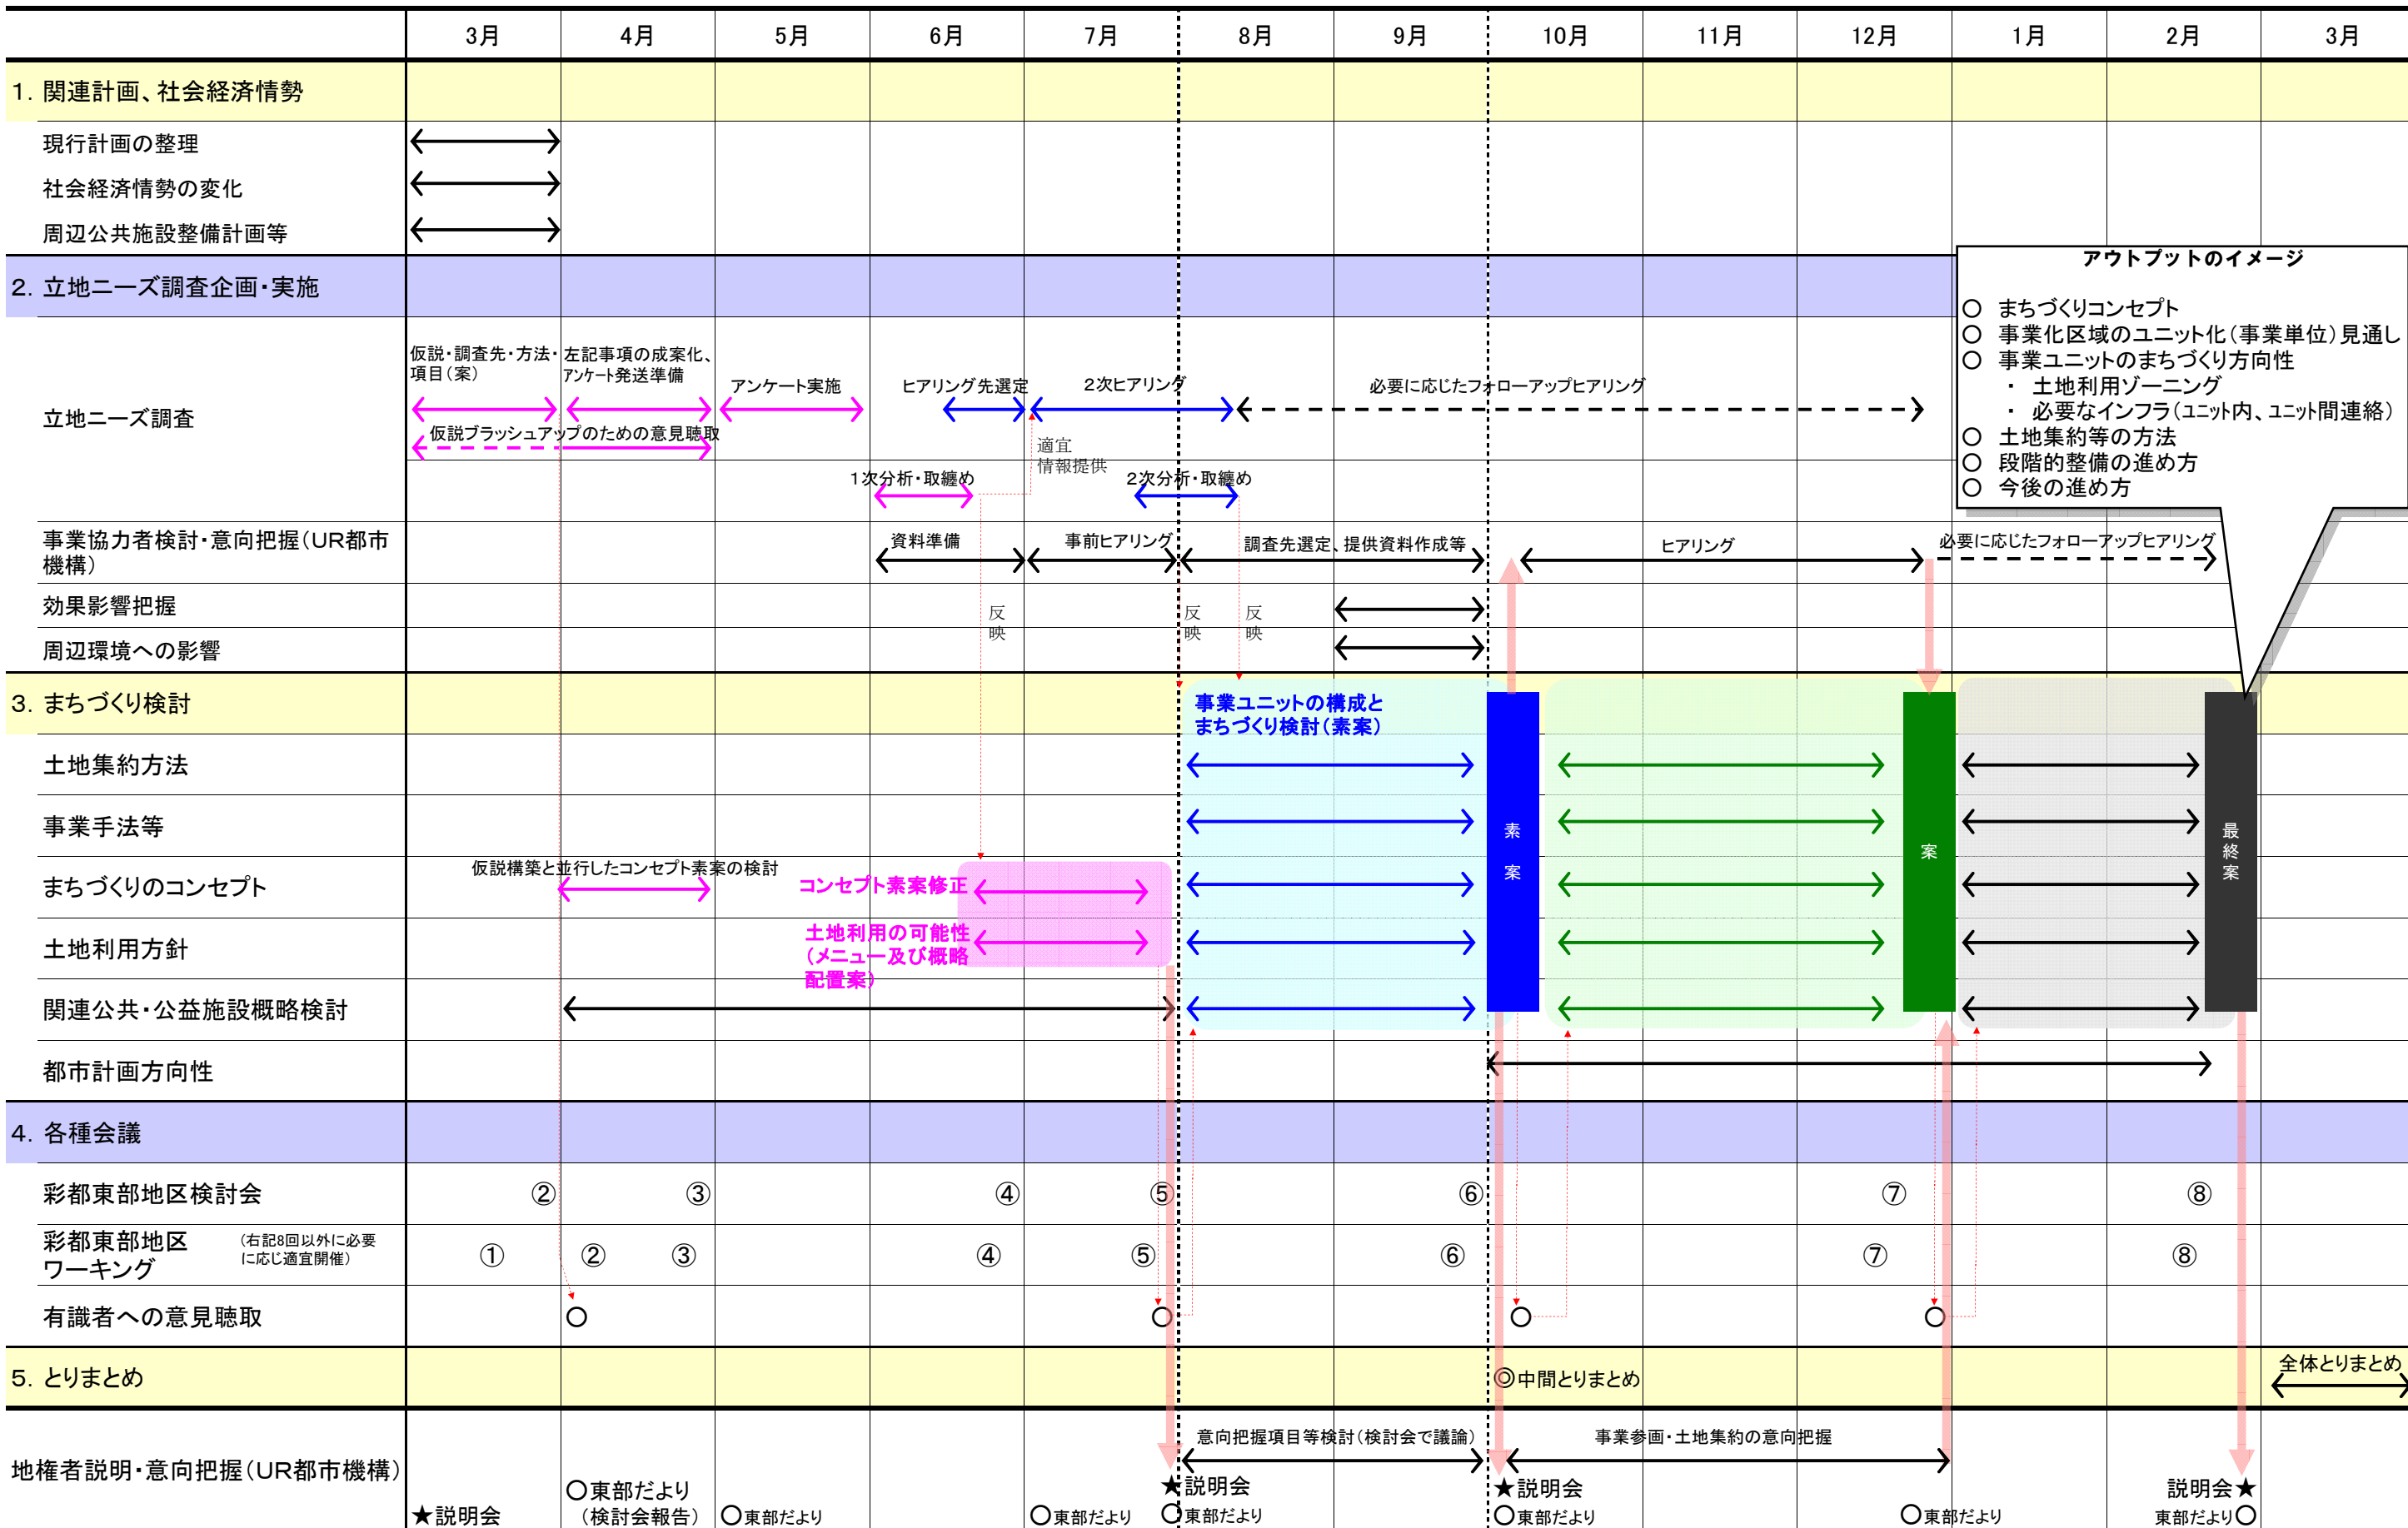 3月 4月 5月 6月 7月 8月 9月 10月 11月 12月 1月 2月 3月
1. 関連計画、社会経済情勢
現行計画の整理
社会経済情勢の変化
周辺公共施設整備計画等
アウトプットのイメージ
○ まちづくりコンセプト
○ 事業化区域のユニット化(事業単位)見通し
○ 事業ユニットのまちづくり方向性
・ 土地利用ゾーニング
・ 必要なインフラ(ユニット内、ユニット間連絡)
○ 土地集約等の方法
○ 段階的整備の進め方
○ 今後の進め方
2. 立地ニーズ調査企画・実施
立地ニーズ調査
仮説・調査先・方法・
項目(案)
左記事項の成案化、
アンケート発送準備
アンケート実施
ヒアリング先選定
2次ヒアリング
必要に応じたフォローアップヒアリング
仮説ブラッシュアップのための意見聴取
適宜
情報提供
1次分析・取纏め
2次分析・取纏め
事業協力者検討・意向把握(UR都市
機構)
資料準備
事前ヒアリング
調査先選定、提供資料作成等
ヒアリング
必要に応じたフォローアップヒアリング
効果影響把握
反映
反映
反映
周辺環境への影響
3. まちづくり検討
事業ユニットの構成と
まちづくり検討(素案)
土地集約方法
事業手法等
素案
案
最終案
まちづくりのコンセプト
仮説構築と並行したコンセプト素案の検討
コンセプト素案修正
土地利用方針
土地利用の可能性
(メニュー及び概略
配置案)
関連公共・公益施設概略検討
都市計画方向性
4. 各種会議
彩都東部地区検討会
② ③ ④ ⑤ ⑥ ⑦ ⑧
彩都東部地区
ワーキング
(右記8回以外に必要
に応じ適宜開催)
① ② ③ ④ ⑤ ⑥ ⑦ ⑧
有識者への意見聴取
○ ○ ○ ○
5. とりまとめ
◎中間とりまとめ
全体とりまとめ
地権者説明・意向把握(UR都市機構)
意向把握項目等検討(検討会で議論)
事業参画・土地集約の意向把握
★説明会
○東部だより
(検討会報告)
○東部だより
○東部だより
★説明会
○東部だより
★説明会
○東部だより
○東部だより
説明会★
東部だより○